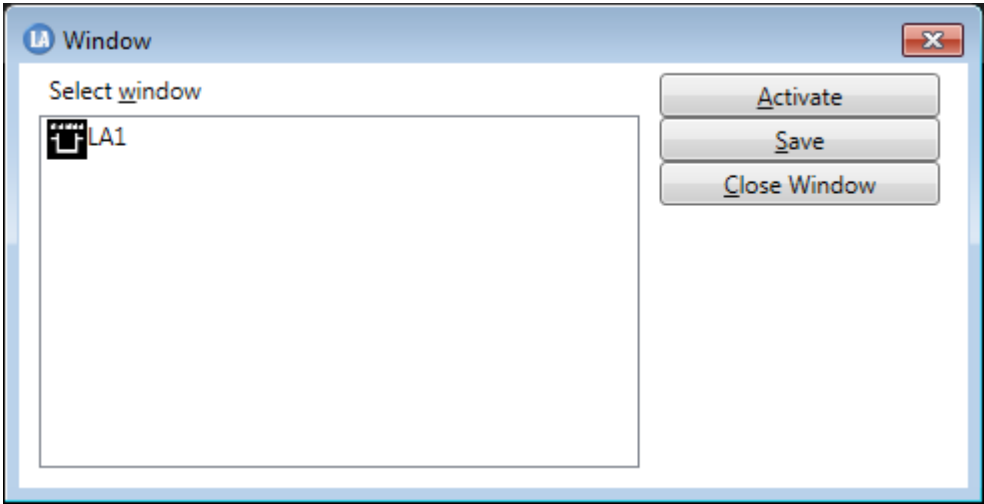 LA Window
Select window
LA1
Activate
Save
Close Window